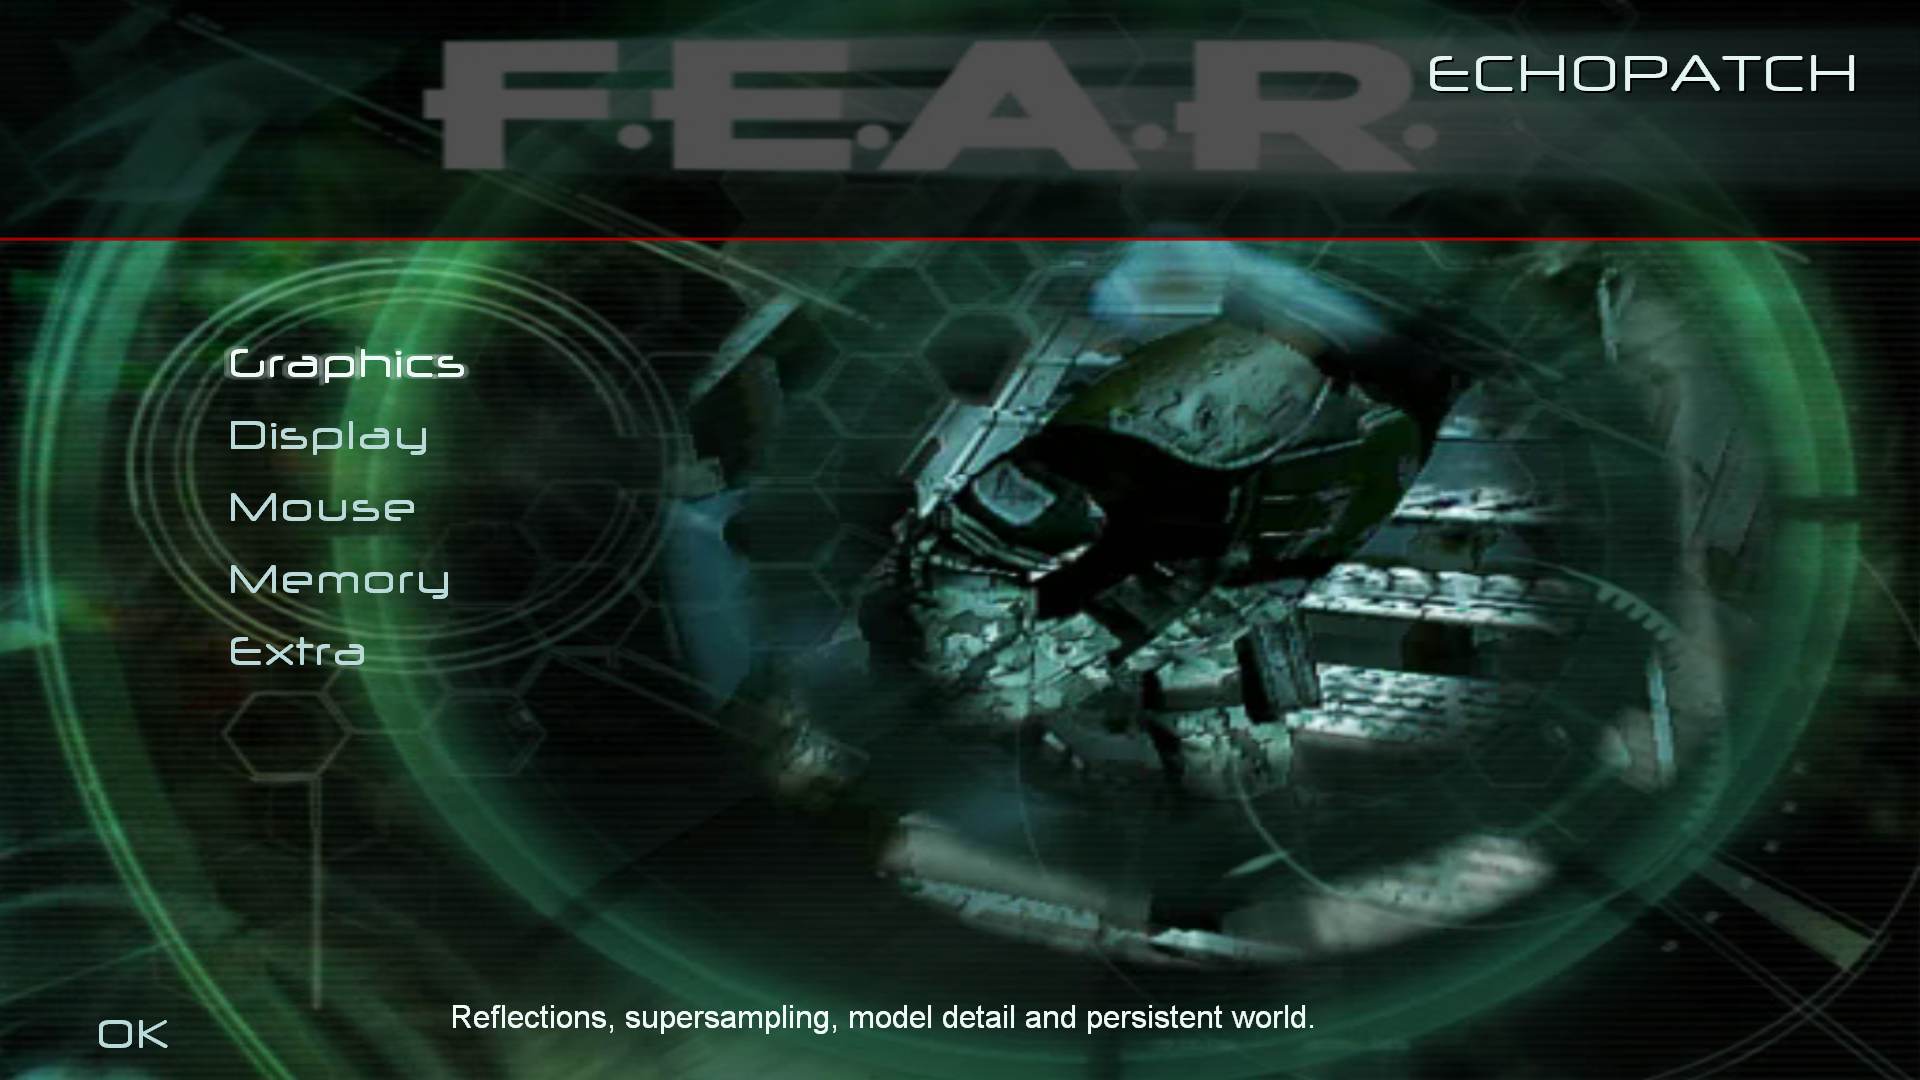 F.E.A.R.
ECHOPATCH
Graphics
Display
Mouse
Memory
Extra
Reflections, supersampling, model detail and persistent world.
OK